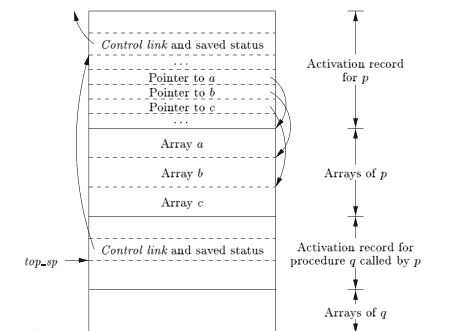 Control link and saved status
. . .
Pointer to a
Pointer to b
Pointer to c
. . .
Activation record
for p
Array a
Array b
Array c
Arrays of p
Control link and saved status
top_sp
Activation record for
procedure q called by p
Arrays of q